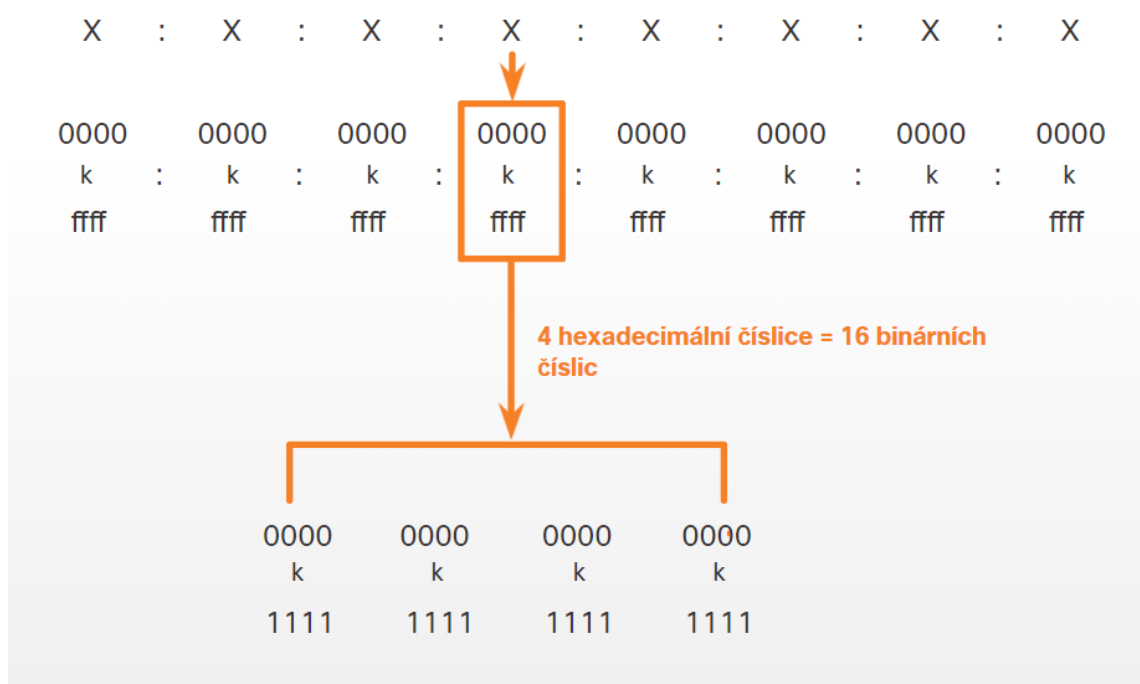 X : X : X : X : X : X : X : X
0000 0000 0000 0000 0000 0000 0000 0000
k : k : k : k : k : k : k : k
ffff ffff ffff ffff ffff ffff ffff ffff
4 hexadecimální číslice = 16 binárních
číslic
0000 0000 0000 0000
k k k k
1111 1111 1111 1111